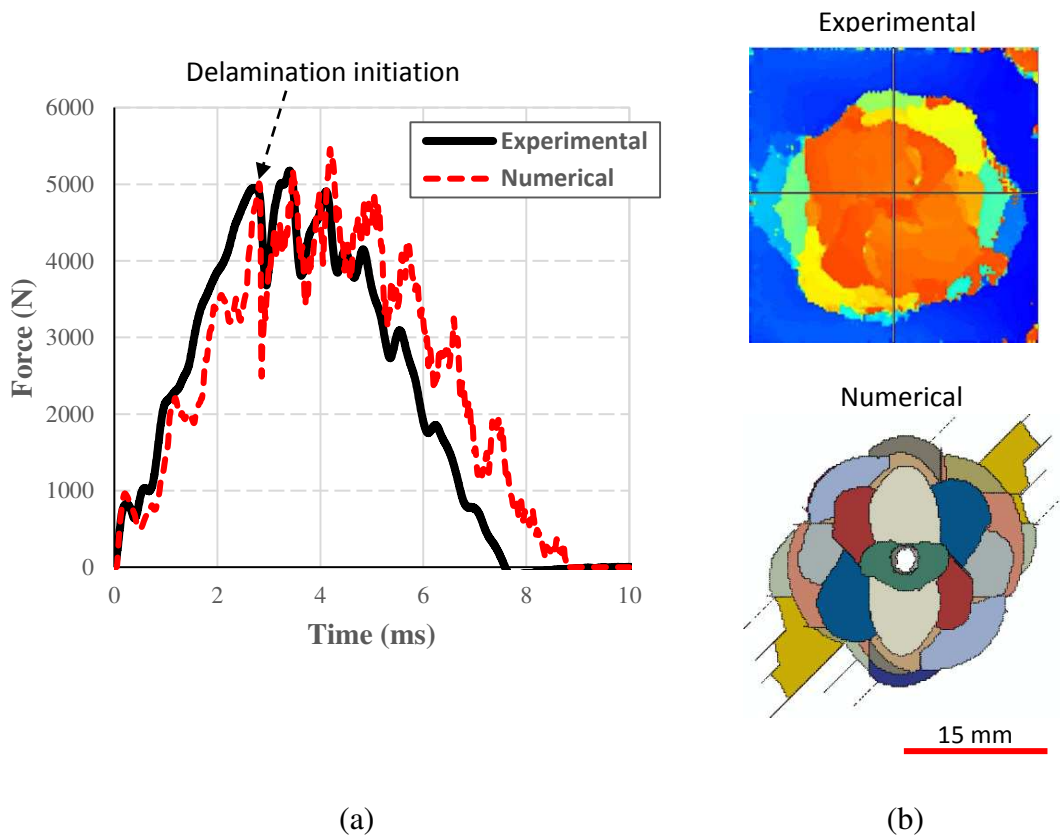 Delamination initiation
6000
5000
4000
3000
2000
1000
0
Force (N)
Experimental
Numerical
0 2 4 6 8 10
Time (ms)
(a)
Experimental
Numerical
15 mm
(b)